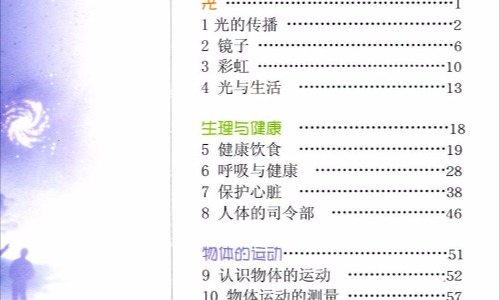 光 ………………………………1
1 光的传播 ………………………2
2 镜子 ……………………………6
3 彩虹 ……………………………10
4 光与生活 ………………………13
生理与健康 ………………………18
5 健康饮食 ………………………19
6 呼吸与健康 ……………………28
7 保护心脏 ………………………38
8 人体的司令部 …………………46
物体的运动…………………………51
9 认识物体的运动 ………………52
10 物体运动的测量 ………………57